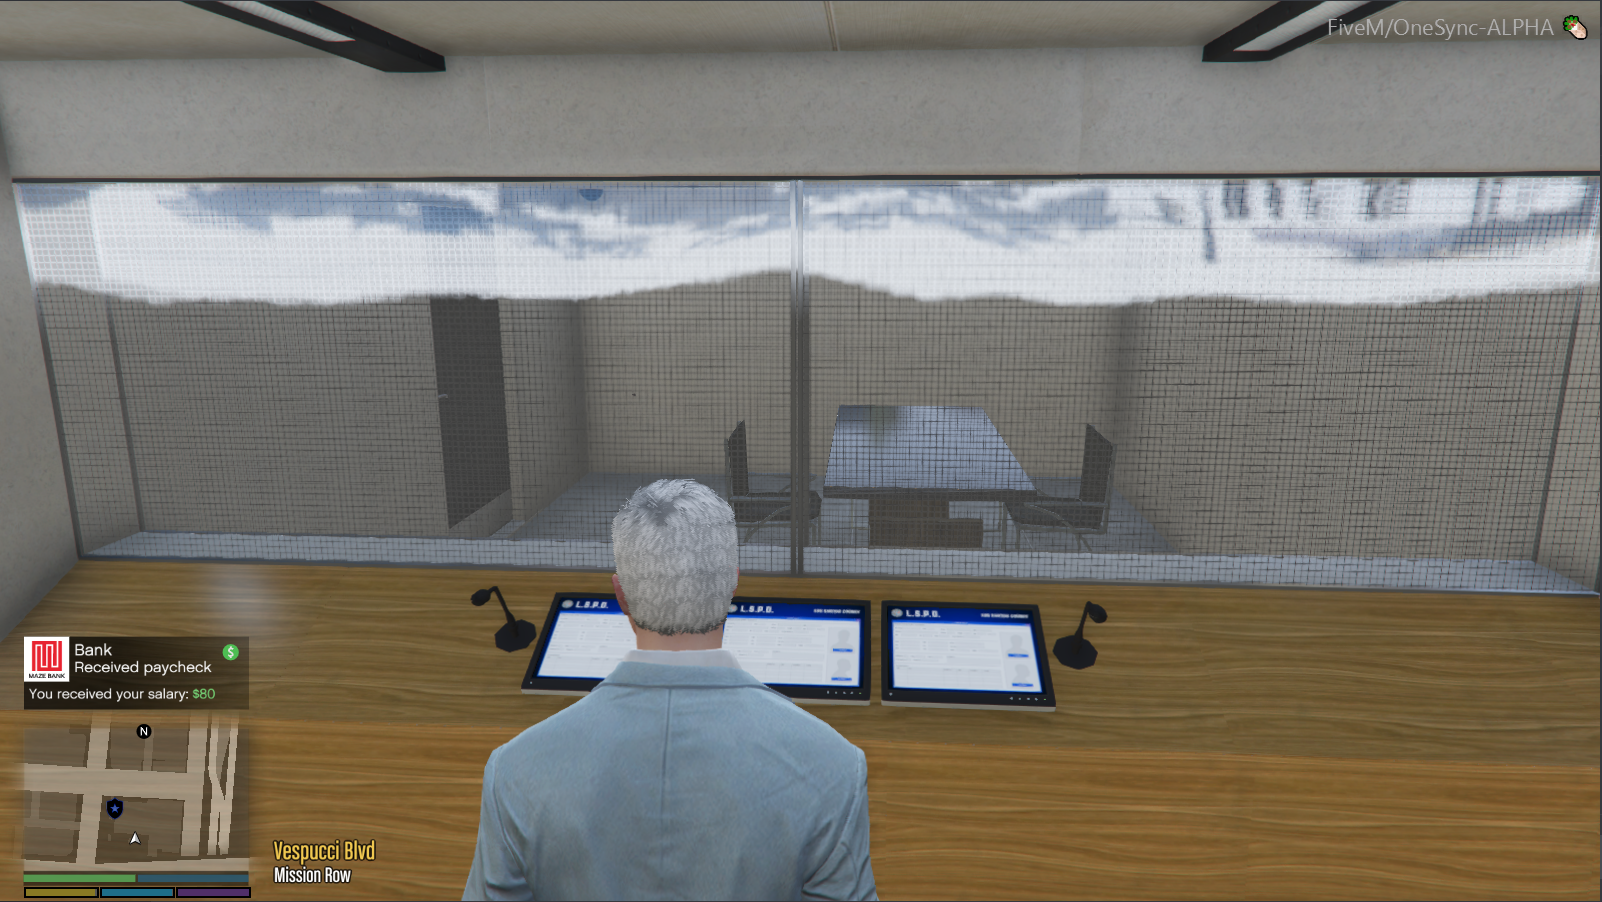 FiveM/OneSync-ALPHA
L.S.P.D.
L.S.P.D.
L.S.P.D.
MAZE BANK
Bank
Received paycheck
You received your salary: $80
N
Vespucci Blvd
Mission Row